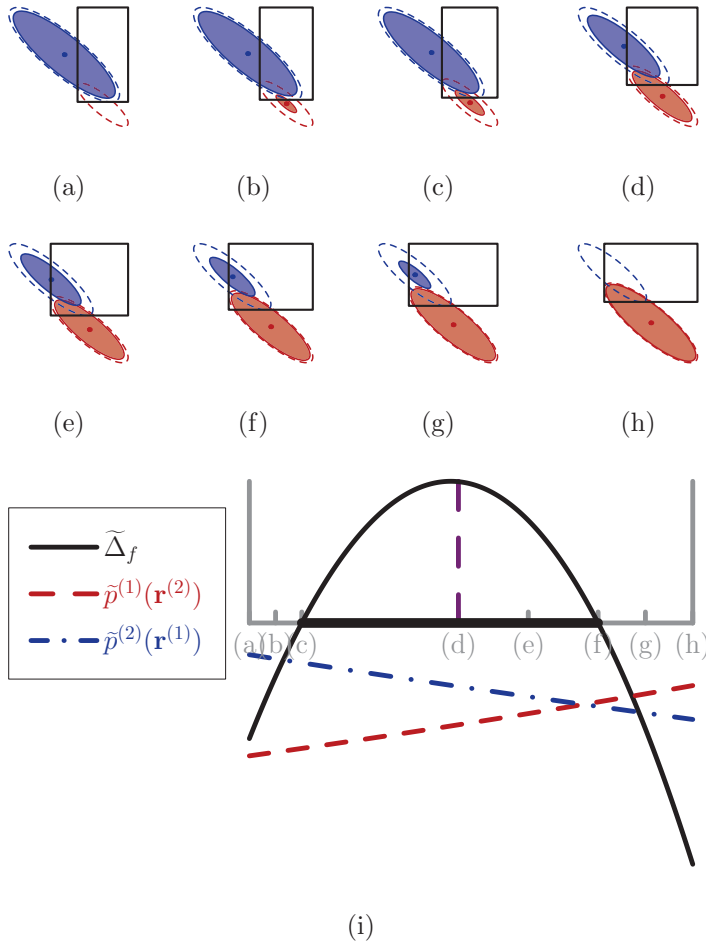 (a) (b) (c) (d)
(e) (f) (g) (h)
Δ̃_f
p̃^(1)(r^(2))
p̃^(2)(r^(1))
(a) (b) (c) (d) (e) (f) (g) (h)
(i)